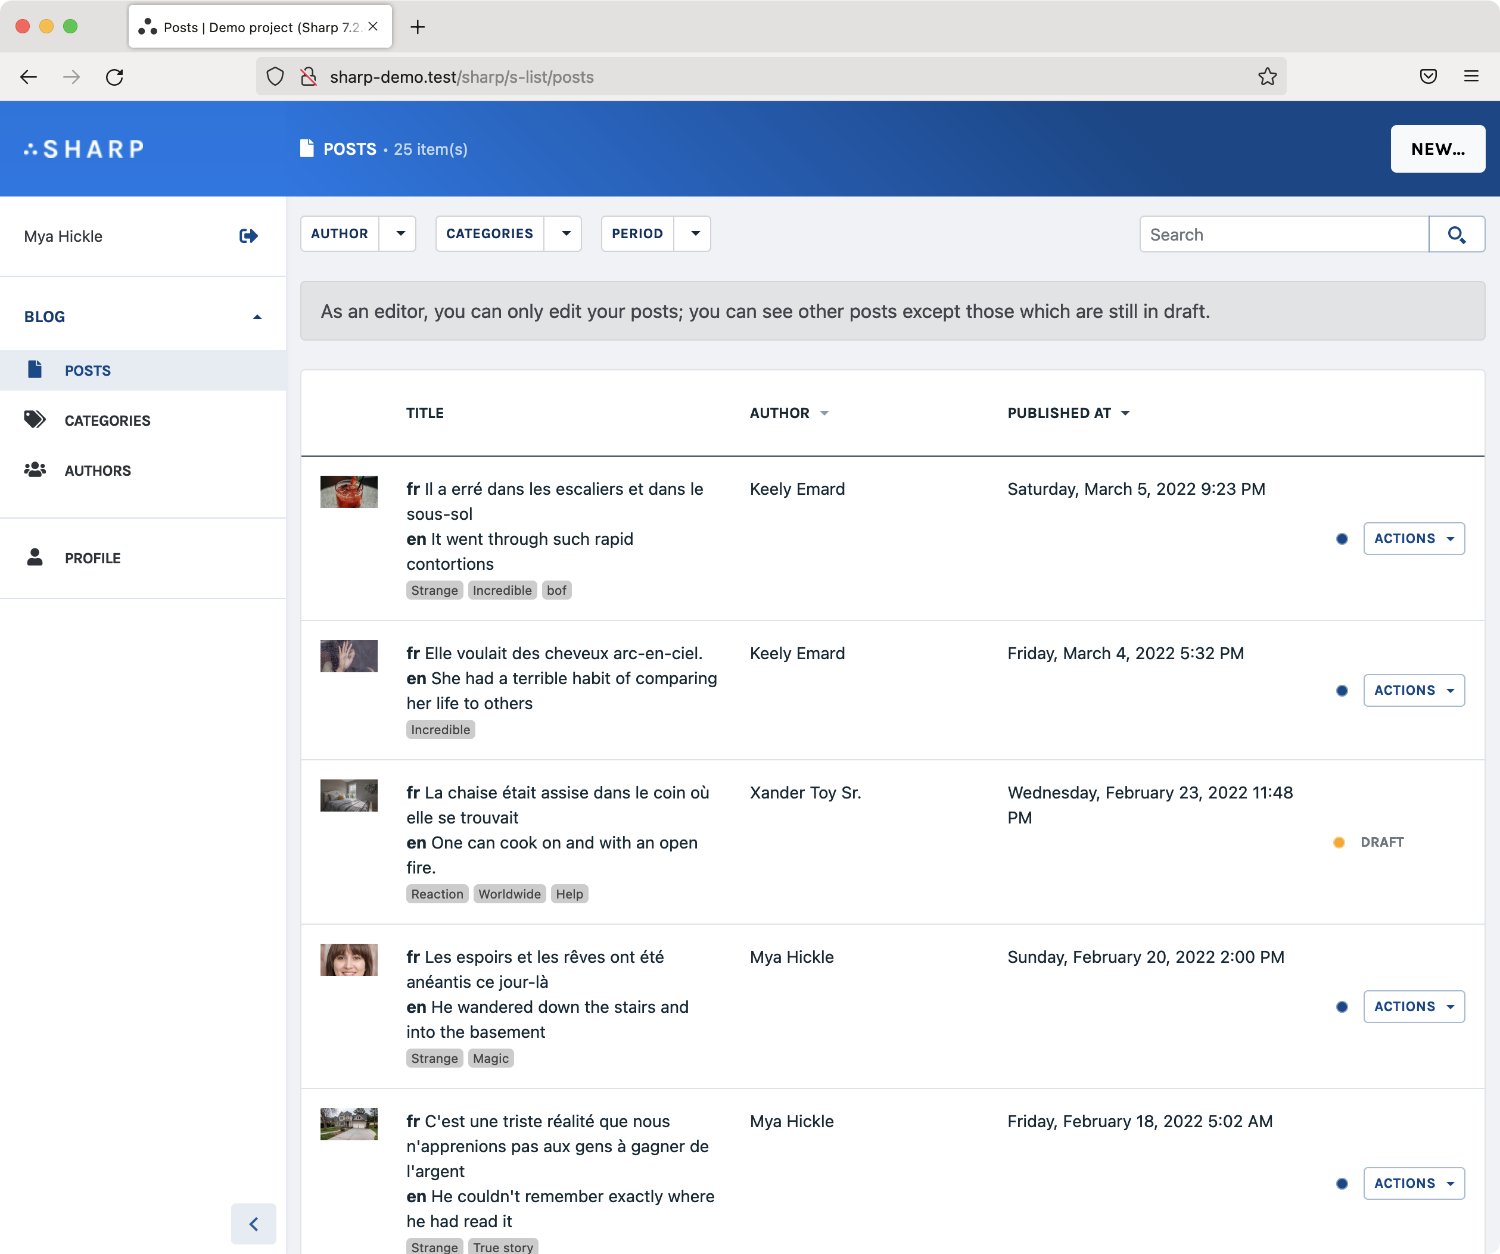 Posts | Demo project (Sharp 7.2.
sharp-demo.test/sharp/s-list/posts
SHARP
POSTS • 25 item(s)
NEW...
Mya Hickle
AUTHOR
CATEGORIES
PERIOD
Search
BLOG
As an editor, you can only edit your posts; you can see other posts except those which are still in draft.
POSTS
CATEGORIES
AUTHORS
PROFILE
TITLE
AUTHOR
PUBLISHED AT
fr Il a erré dans les escaliers et dans le
sous-sol
en It went through such rapid
contortions
Strange Incredible bof
Keely Emard
Saturday, March 5, 2022 9:23 PM
ACTIONS
fr Elle voulait des cheveux arc-en-ciel.
en She had a terrible habit of comparing
her life to others
Incredible
Keely Emard
Friday, March 4, 2022 5:32 PM
ACTIONS
fr La chaise était assise dans le coin où
elle se trouvait
en One can cook on and with an open
fire.
Reaction Worldwide Help
Xander Toy Sr.
Wednesday, February 23, 2022 11:48
PM
DRAFT
fr Les espoirs et les rêves ont été
anéantis ce jour-là
en He wandered down the stairs and
into the basement
Strange Magic
Mya Hickle
Sunday, February 20, 2022 2:00 PM
ACTIONS
fr C'est une triste réalité que nous
n'apprenions pas aux gens à gagner de
l'argent
en He couldn't remember exactly where
he had read it
Strange True story
Mya Hickle
Friday, February 18, 2022 5:02 AM
ACTIONS